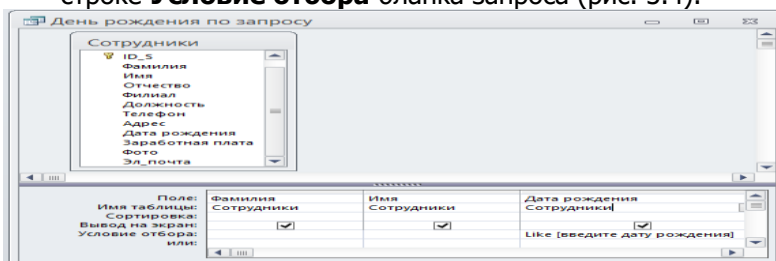 строке Условие отбора бланка запроса (рис. 3.4).
День рождения по запросу
Сотрудники
ID_S
Фамилия
Имя
Отчество
Филиал
Должность
Телефон
Адрес
Дата рождения
Заработная плата
Фото
Эл_почта
Поле: Фамилия Имя Дата рождения
Имя таблицы: Сотрудники Сотрудники Сотрудники
Сортировка:
Вывод на экран:
Условие отбора: Like [введите дату рождения]
или: